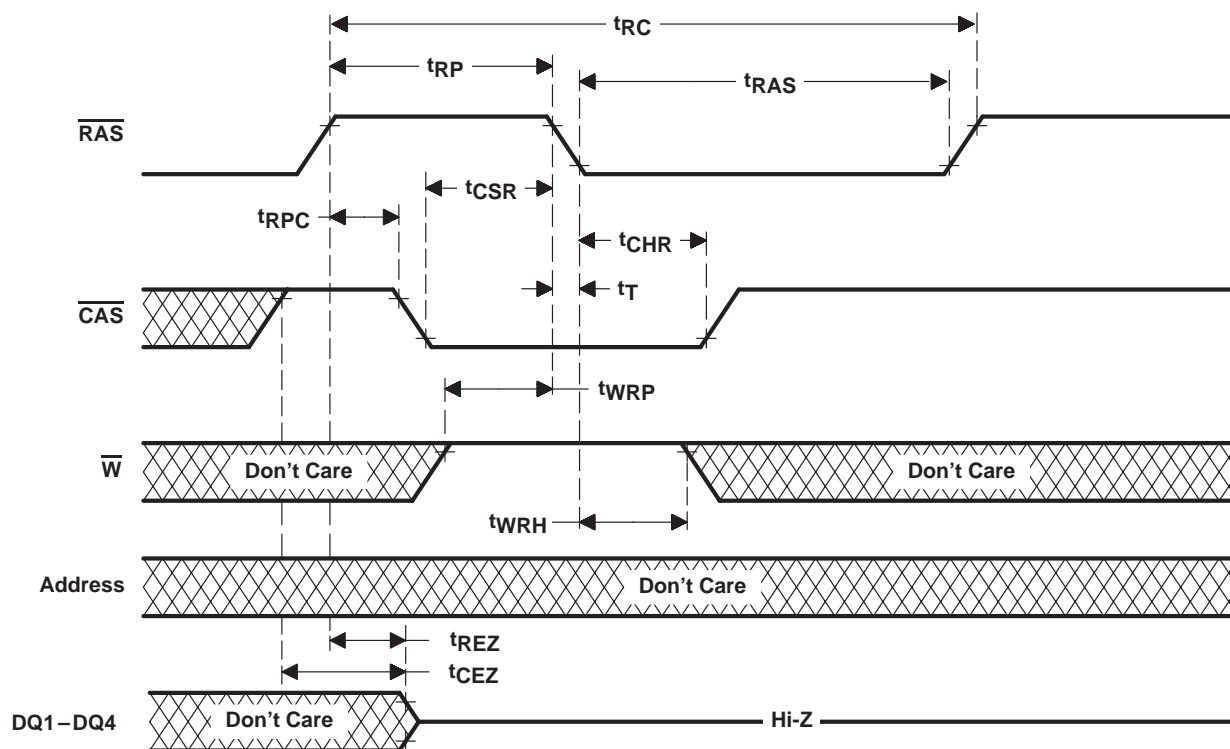 tRC
tRP
tRAS
RAS
tCSR
tRPC
tCHR
tT
CAS
tWRP
W
Don't Care
Don't Care
tWRH
Address
Don't Care
tREZ
tCEZ
DQ1–DQ4
Don't Care
Hi-Z